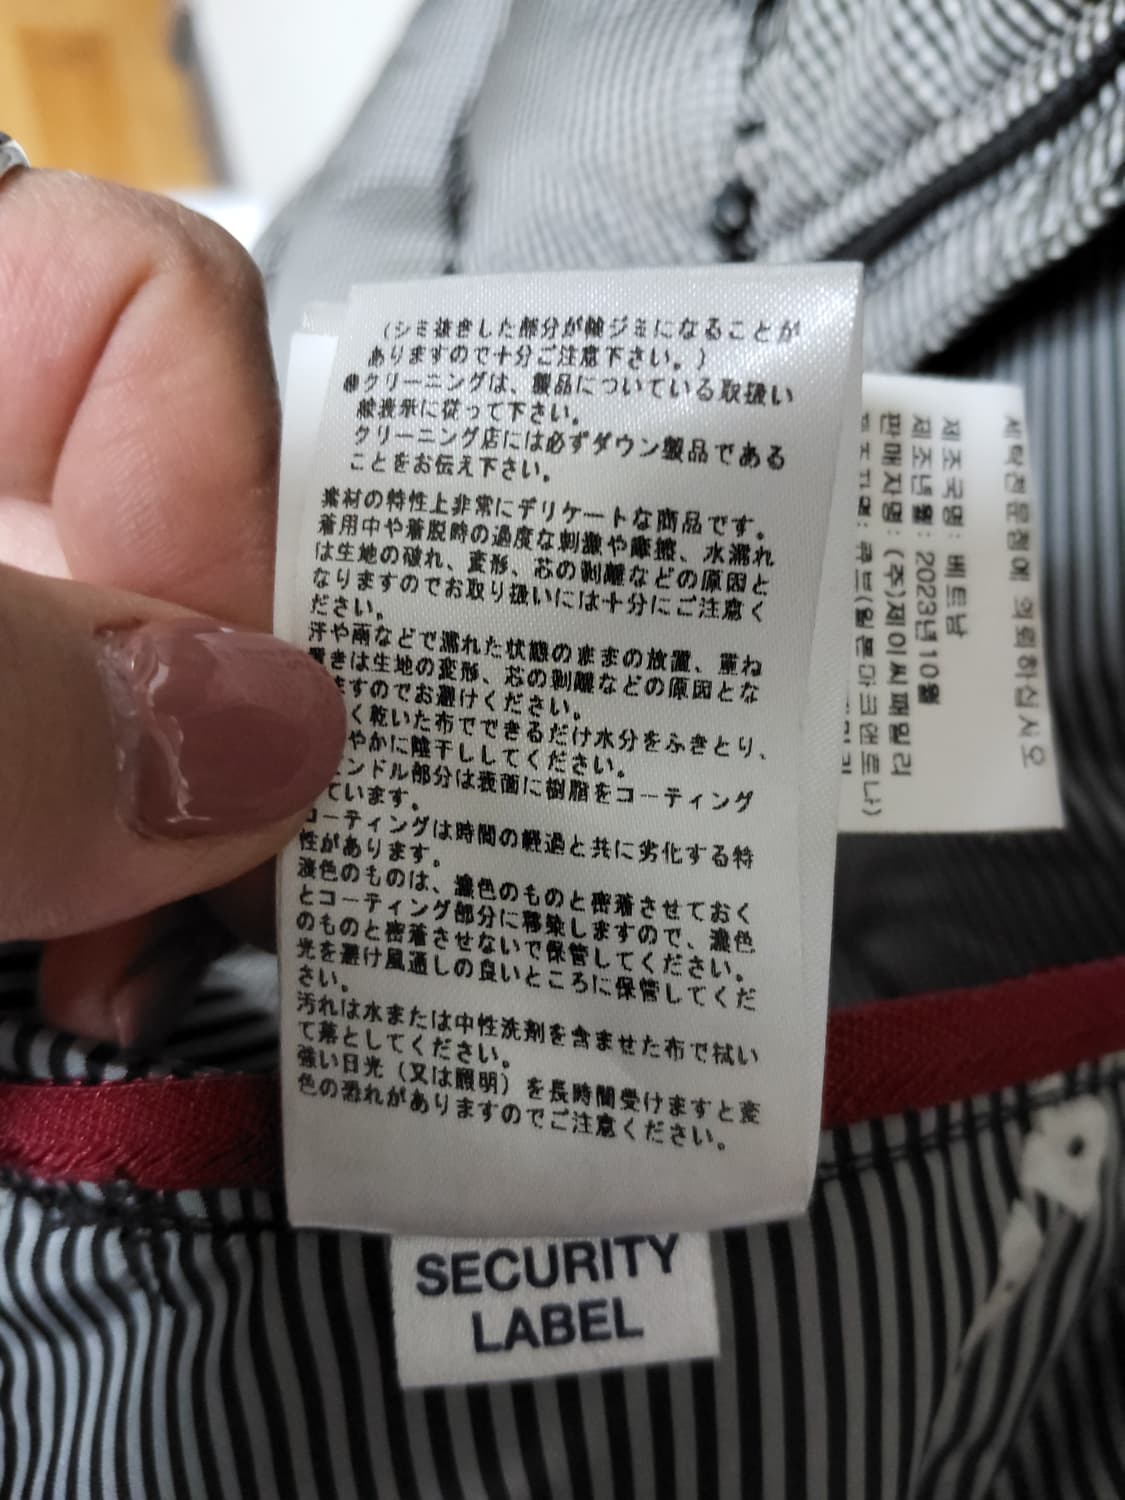 (シミ抜きした部分が輪ジミになることが
ありますので十分ご注意下さい。)
●クリーニングは、製品についている取扱い
絵表示に従って下さい。
クリーニング店には必ずダウン製品である
ことをお伝え下さい。
素材の特性上非常にデリケートな商品です。
着用中や着脱時の過度な刺激や摩擦、水濡れ
は生地の破れ、変形、芯の剥離などの原因と
なりますのでお取り扱いには十分にご注意く
ださい。
汗や雨などで濡れた状態のままの放置、重ね
置きは生地の変形、芯の剥離などの原因とな
ますのでお避けください。
く乾いた布でできるだけ水分をふきとり、
やかに陰干ししてください。
ンドル部分は表面に樹脂をコーティング
ています。
コーティングは時間の経過と共に劣化する特
性があります。
淡色のものは、濃色のものと密着させておく
とコーティング部分に移染しますので、濃色
のものと密着させないで保管してください。
光を避け風通しの良いところに保管してくだ
さい。
汚れは水または中性洗剤を含ませた布で拭い
て落としてください。
強い日光(又は照明)を長時間受けますと変
色の恐れがありますのでご注意ください。
SECURITY
LABEL
세탁전문점에 의뢰하십시오
제조국명: 베트남
제조년월: 2023년10월
판매자명: (주)제이씨패밀리